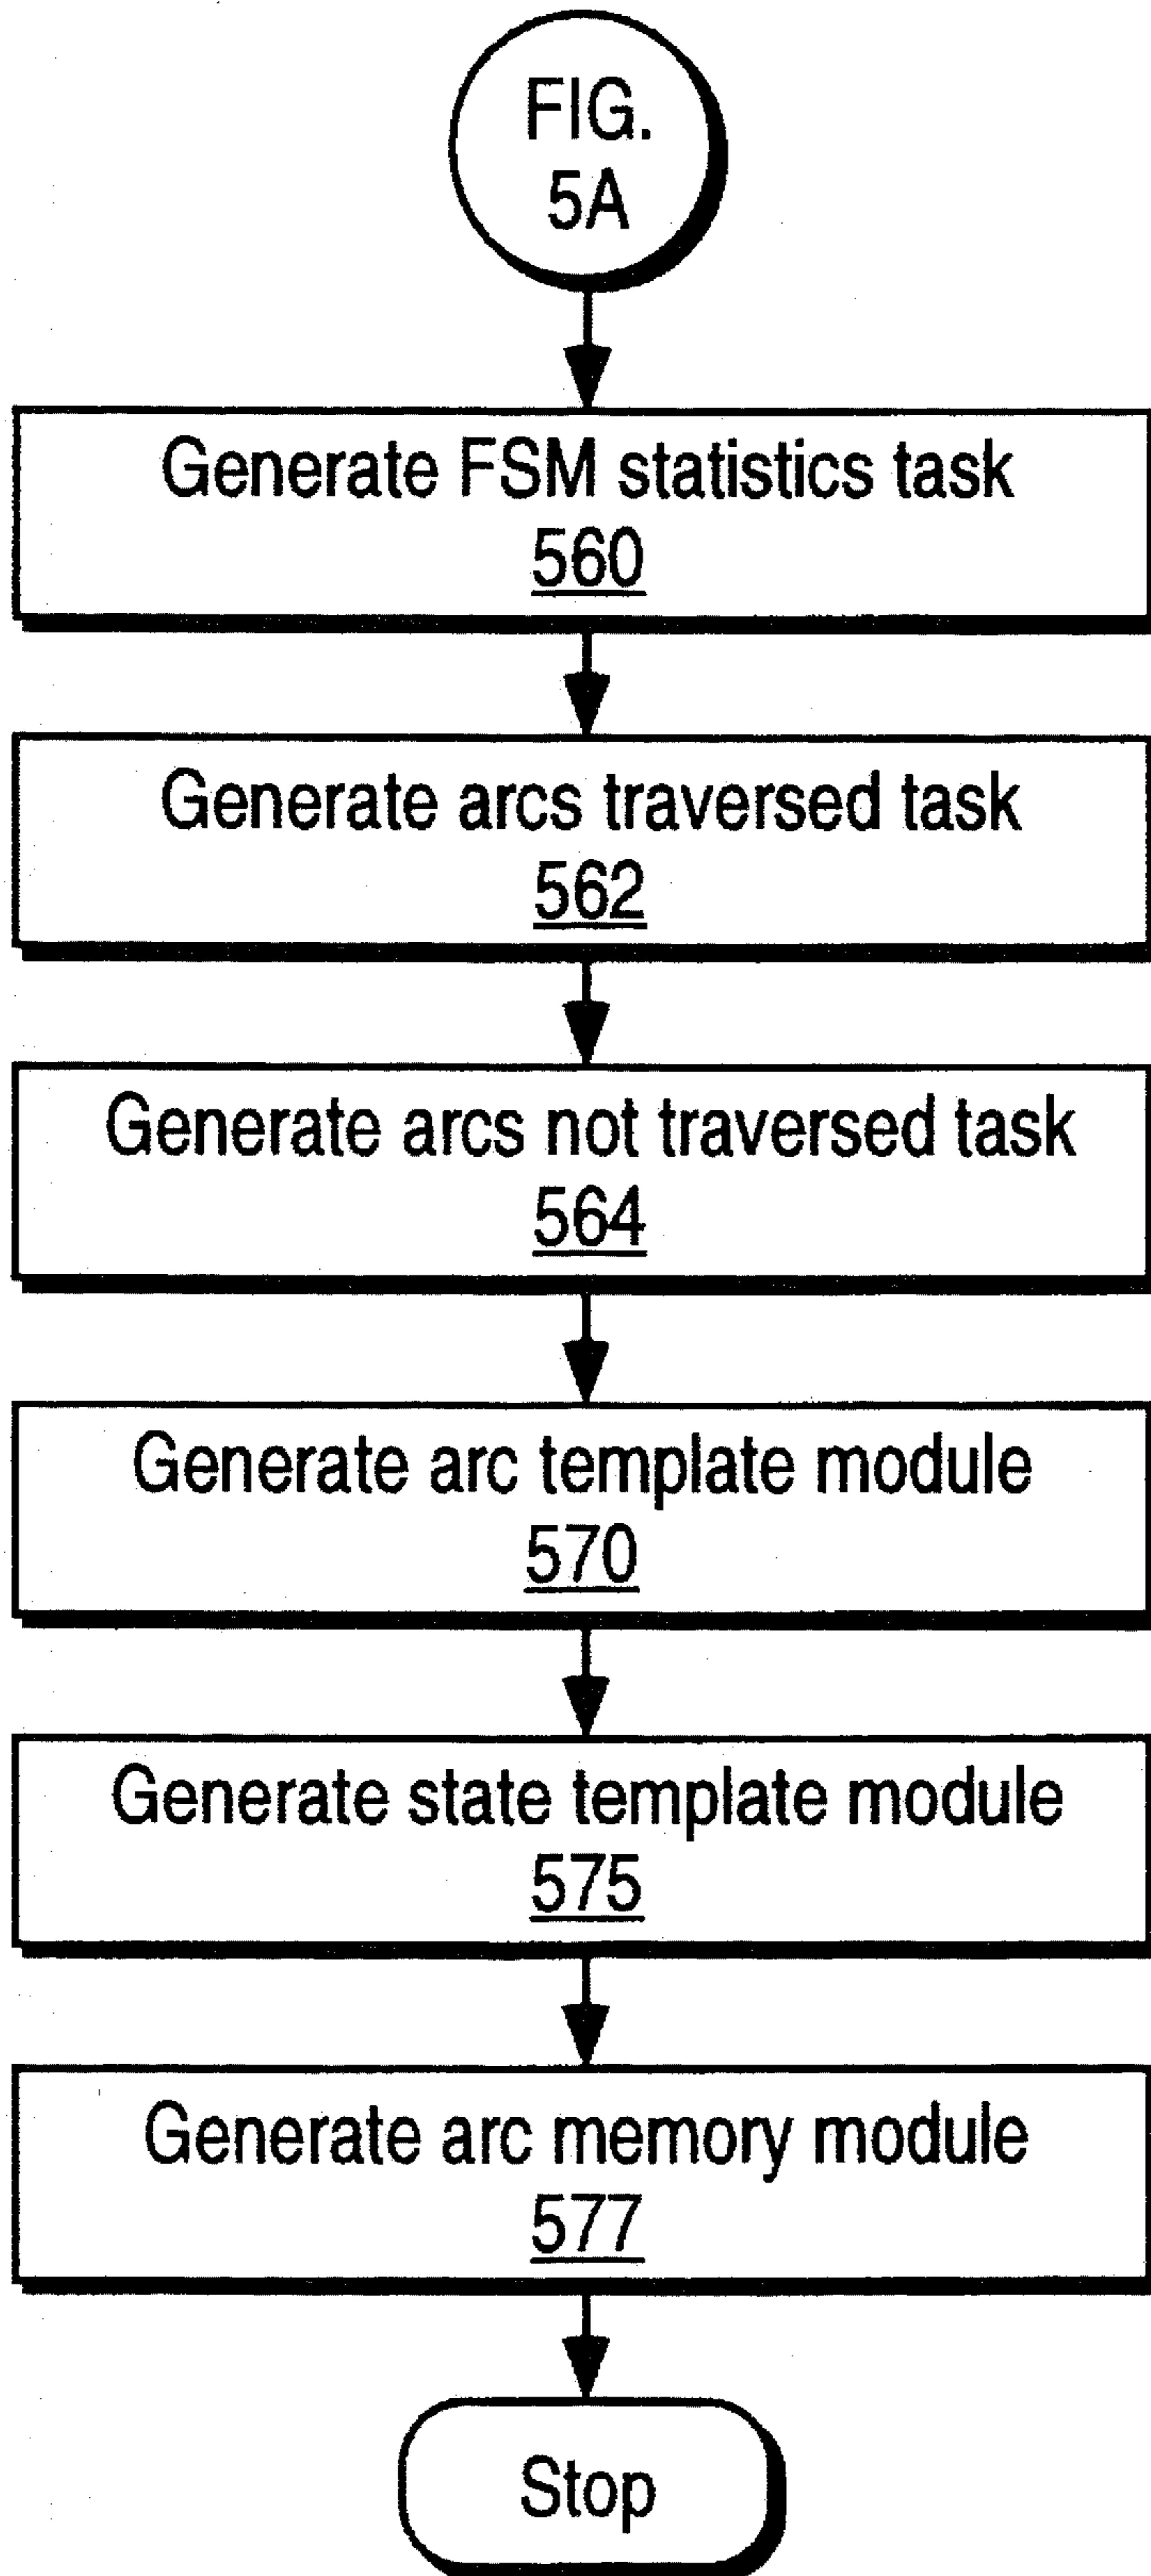 FIG.
5A
Generate FSM statistics task
560
Generate arcs traversed task
562
Generate arcs not traversed task
564
Generate arc template module
570
Generate state template module
575
Generate arc memory module
577
Stop